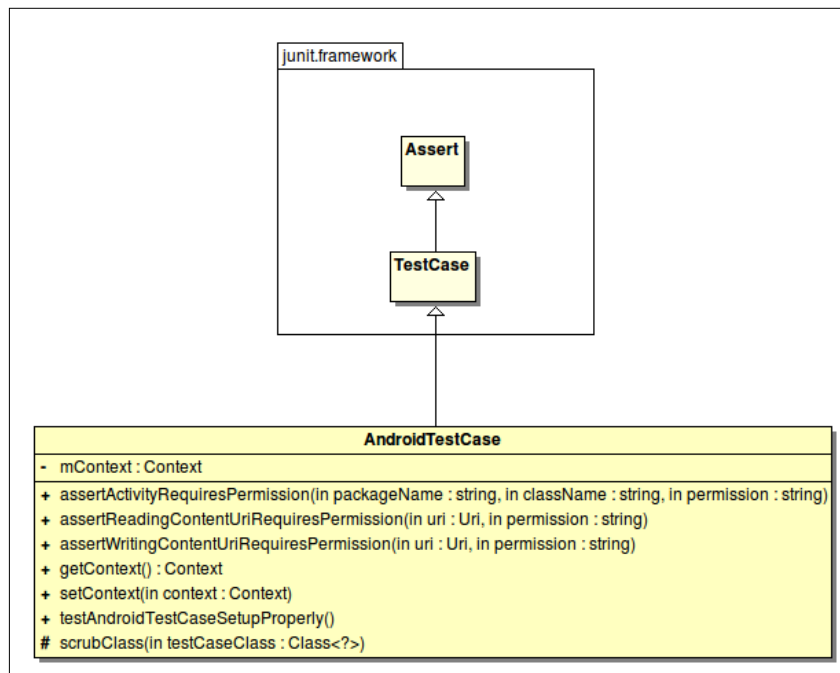 junit.framework
Assert
TestCase
AndroidTestCase
- mContext : Context
+ assertActivityRequiresPermission(in packageName : string, in className : string, in permission : string)
+ assertReadingContentUriRequiresPermission(in uri : Uri, in permission : string)
+ assertWritingContentUriRequiresPermission(in uri : Uri, in permission : string)
+ getContext() : Context
+ setContext(in context : Context)
+ testAndroidTestCaseSetupProperly()
# scrubClass(in testCaseClass : Class<?>)